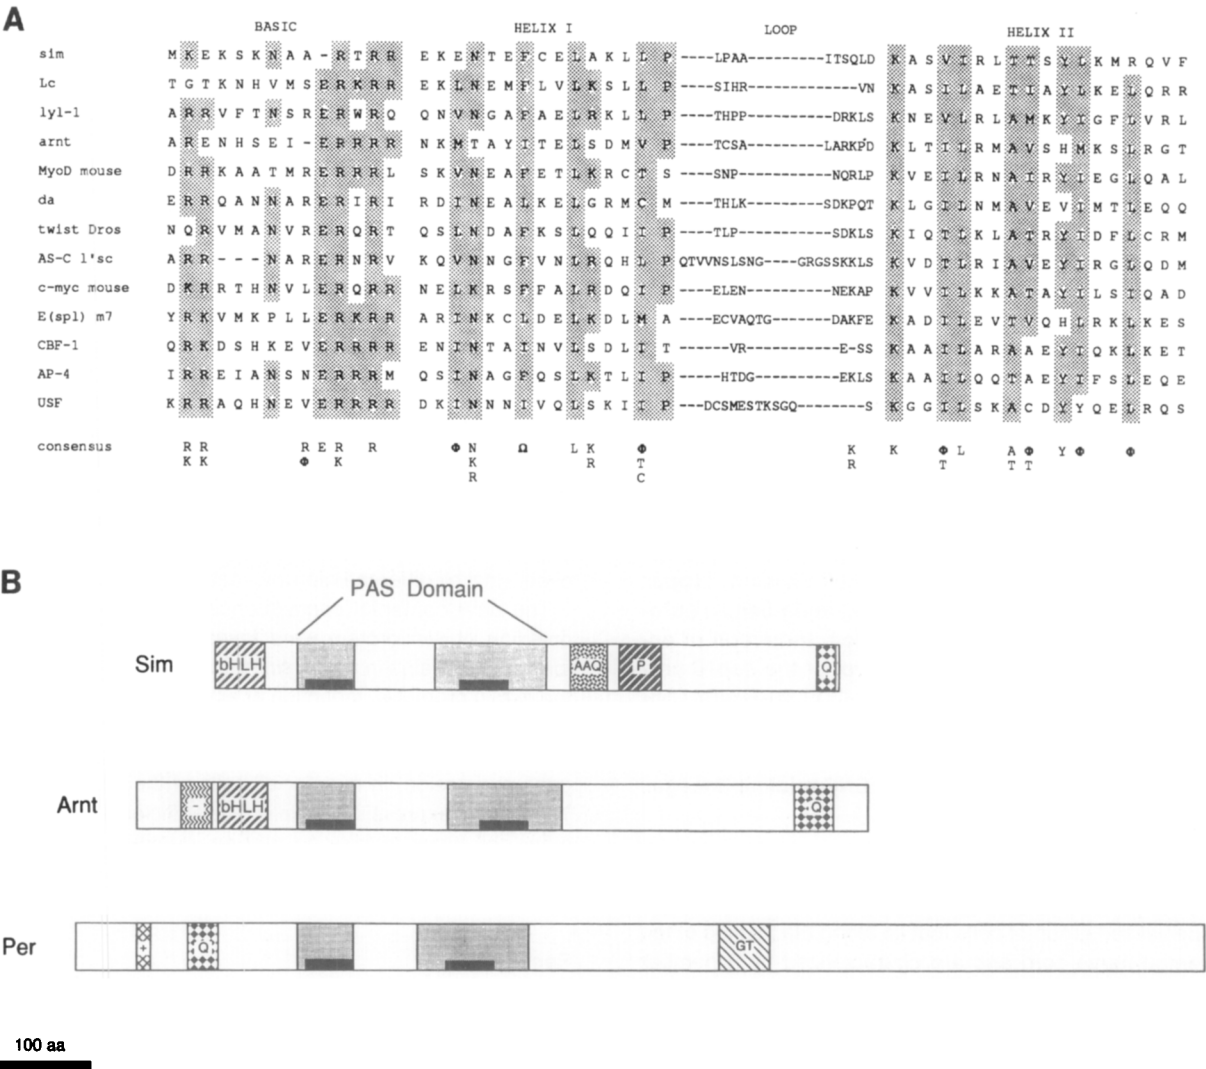 A
BASIC HELIX I LOOP HELIX II
sim M K E K S K N A A - R T R R E K E N T E F C E L A K L L P ----LPAA---------ITSQLD K A S V I R L T T S Y L K M R Q V F
Lc T G T K N H V M S E R K R R E K L N E M F L V L K S L L P ----SIHR-------------VN K A S I L A E T I A Y L K E L Q R R
lyl-1 A R R V F T N S R E R W R Q Q N V N G A F A E L R K L L P ----THPP----------DRKLS K N E V L R L A M K Y I G F L V R L
arnt A R E N H S E I - E R R R R N K M T A Y I T E L S D M V P ----TCSA---------LARKPD K L T I L R M A V S H M K S L R G T
MyoD mouse D R R K A A T M R E R R R L S K V N E A F E T L K R C T S ----SNP-----------NQRLP K V E I L R N A I R Y I E G L Q A L
da E R R Q A N N A R E R I R I R D I N E A L K E L G R M C M ----THLK---------SDKPQT K L G I L N M A V E V I M T L E Q Q
twist Dros N Q R V M A N V R E R Q R T Q S L N D A F K S L Q Q I I P ----TLP-----------SDKLS K I Q T L K L A T R Y I D F L C R M
AS-C l'sc A R R - - - N A R E R N R V K Q V N N G F V N L R Q H L P QTVVNSLSNG----GRGSSKKLS K V D T L R I A V E Y I R G L Q D M
c-myc mouse D K R R T H N V L E R Q R R N E L K R S F F A L R D Q I P ----ELEN----------NEKAP K V V I L K K A T A Y I L S I Q A D
E(spl) m7 Y R K V M K P L L E R K R R A R I N K C L D E L K D L M A ----ECVAQTG-------DAKFE K A D I L E V T V Q H L R K L K E S
CBF-1 Q R K D S H K E V E R R R R E N I N T A I N V L S D L I T ------VR------------E-SS K A A I L A R A A E Y I Q K L K E T
AP-4 I R R E I A N S N E R R R M Q S I N A G F Q S L K T L I P -----HTDG----------EKLS K A A I L Q Q T A E Y I F S L E Q E
USF K R R A Q H N E V E R R R R D K I N N N I V Q L S K I I P ---DCSMESTKSGQ--------S K G G I L S K A C D Y Y Q E L R Q S
consensus R R R E R R Φ N Ω L K Φ K K Φ L A Φ Y Φ Φ
K K Φ K K R T R T T T
R C
B
PAS Domain
Sim bHLH AAQ P Q
Arnt - bHLH Q
Per + Q GT
100 aa